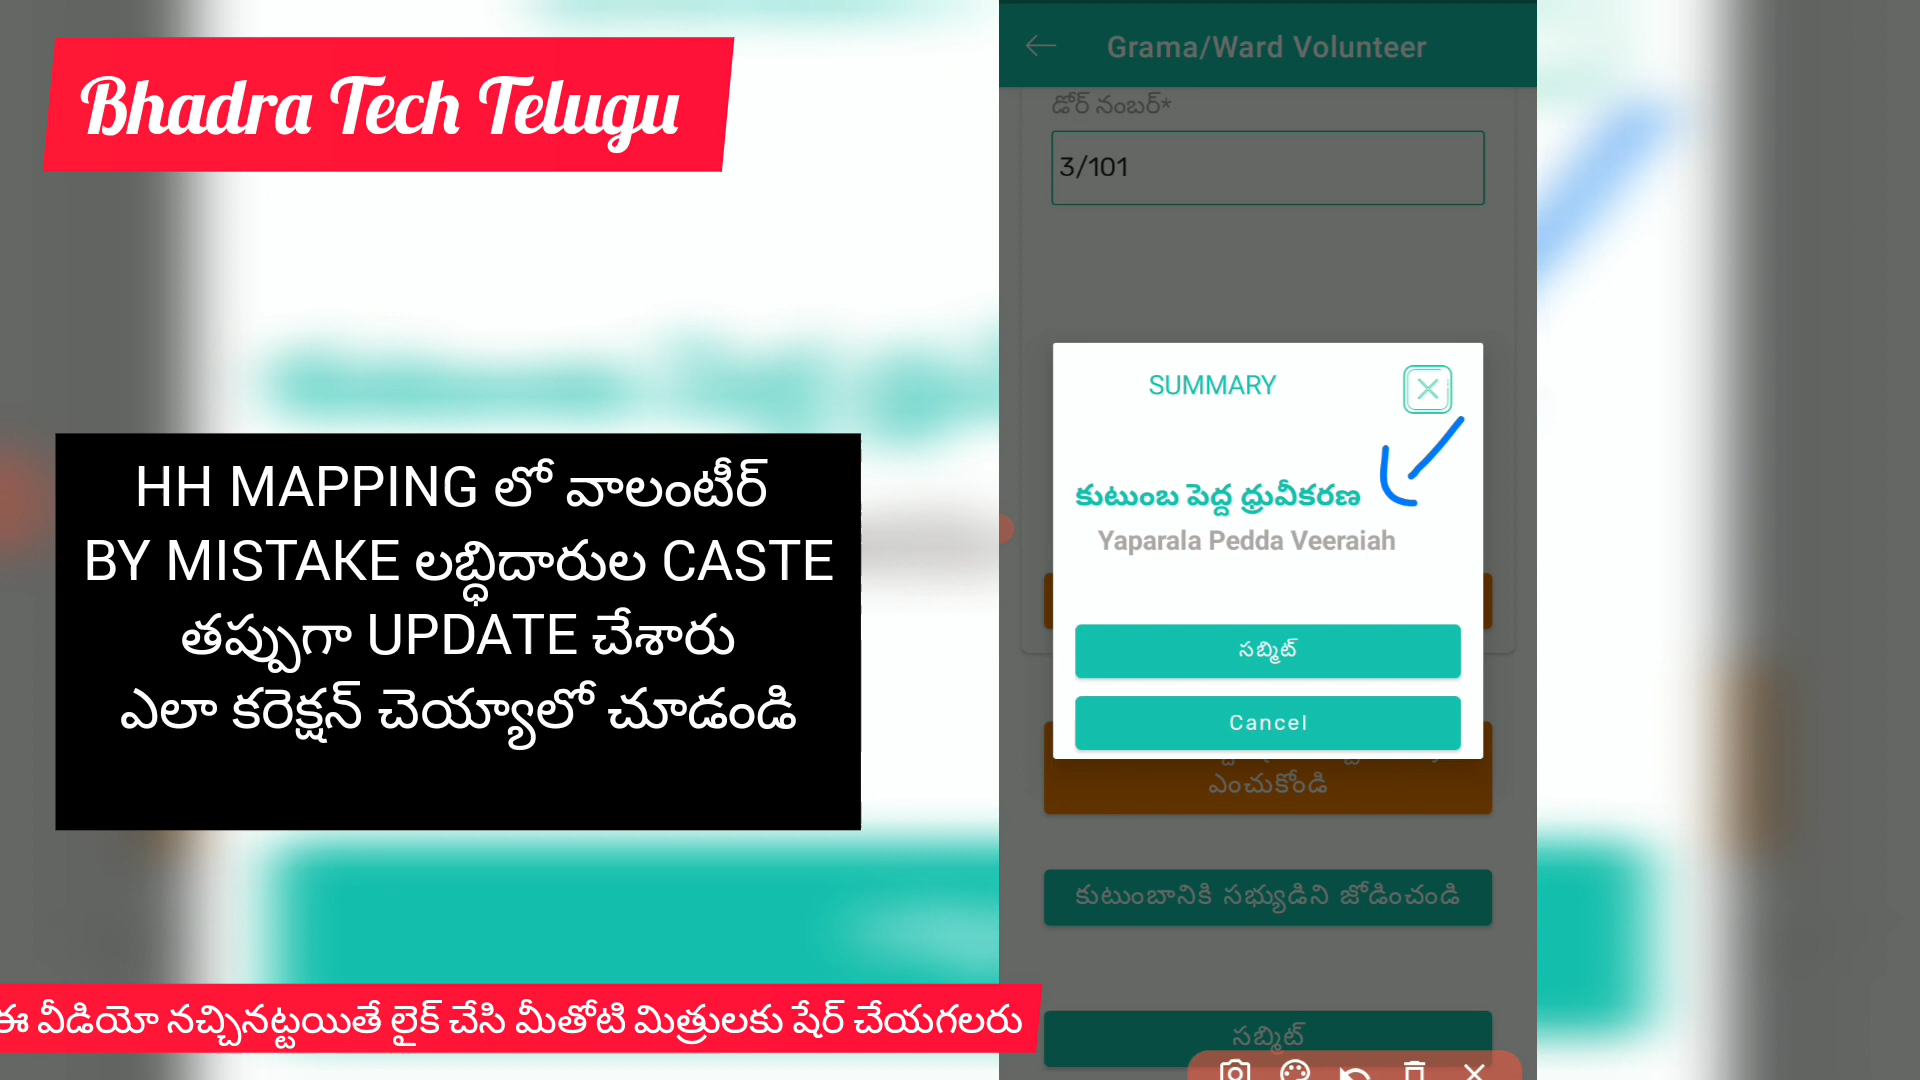 Bhadra Tech Telugu
HH MAPPING లో వాలంటీర్
BY MISTAKE లబ్ధిదారుల CASTE
తప్పుగా UPDATE చేశారు
ఎలా కరెక్షన్ చెయ్యాలో చూడండి
ఈ వీడియో నచ్చినట్టయితే లైక్ చేసి మీతోటి మిత్రులకు షేర్ చేయగలరు
Grama/Ward Volunteer
డోర్ నంబర్*
3/101
SUMMARY
కుటుంబ పెద్ద ధ్రువీకరణ
Yaparala Pedda Veeraiah
సబ్మిట్
Cancel
ఎంచుకోండి
కుటుంబానికి సభ్యుడిని జోడించండి
సబ్మిట్